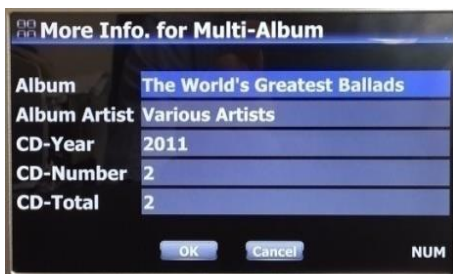 More Info. for Multi-Album
Album The World's Greatest Ballads
Album Artist Various Artists
CD-Year 2011
CD-Number 2
CD-Total 2
OK Cancel NUM